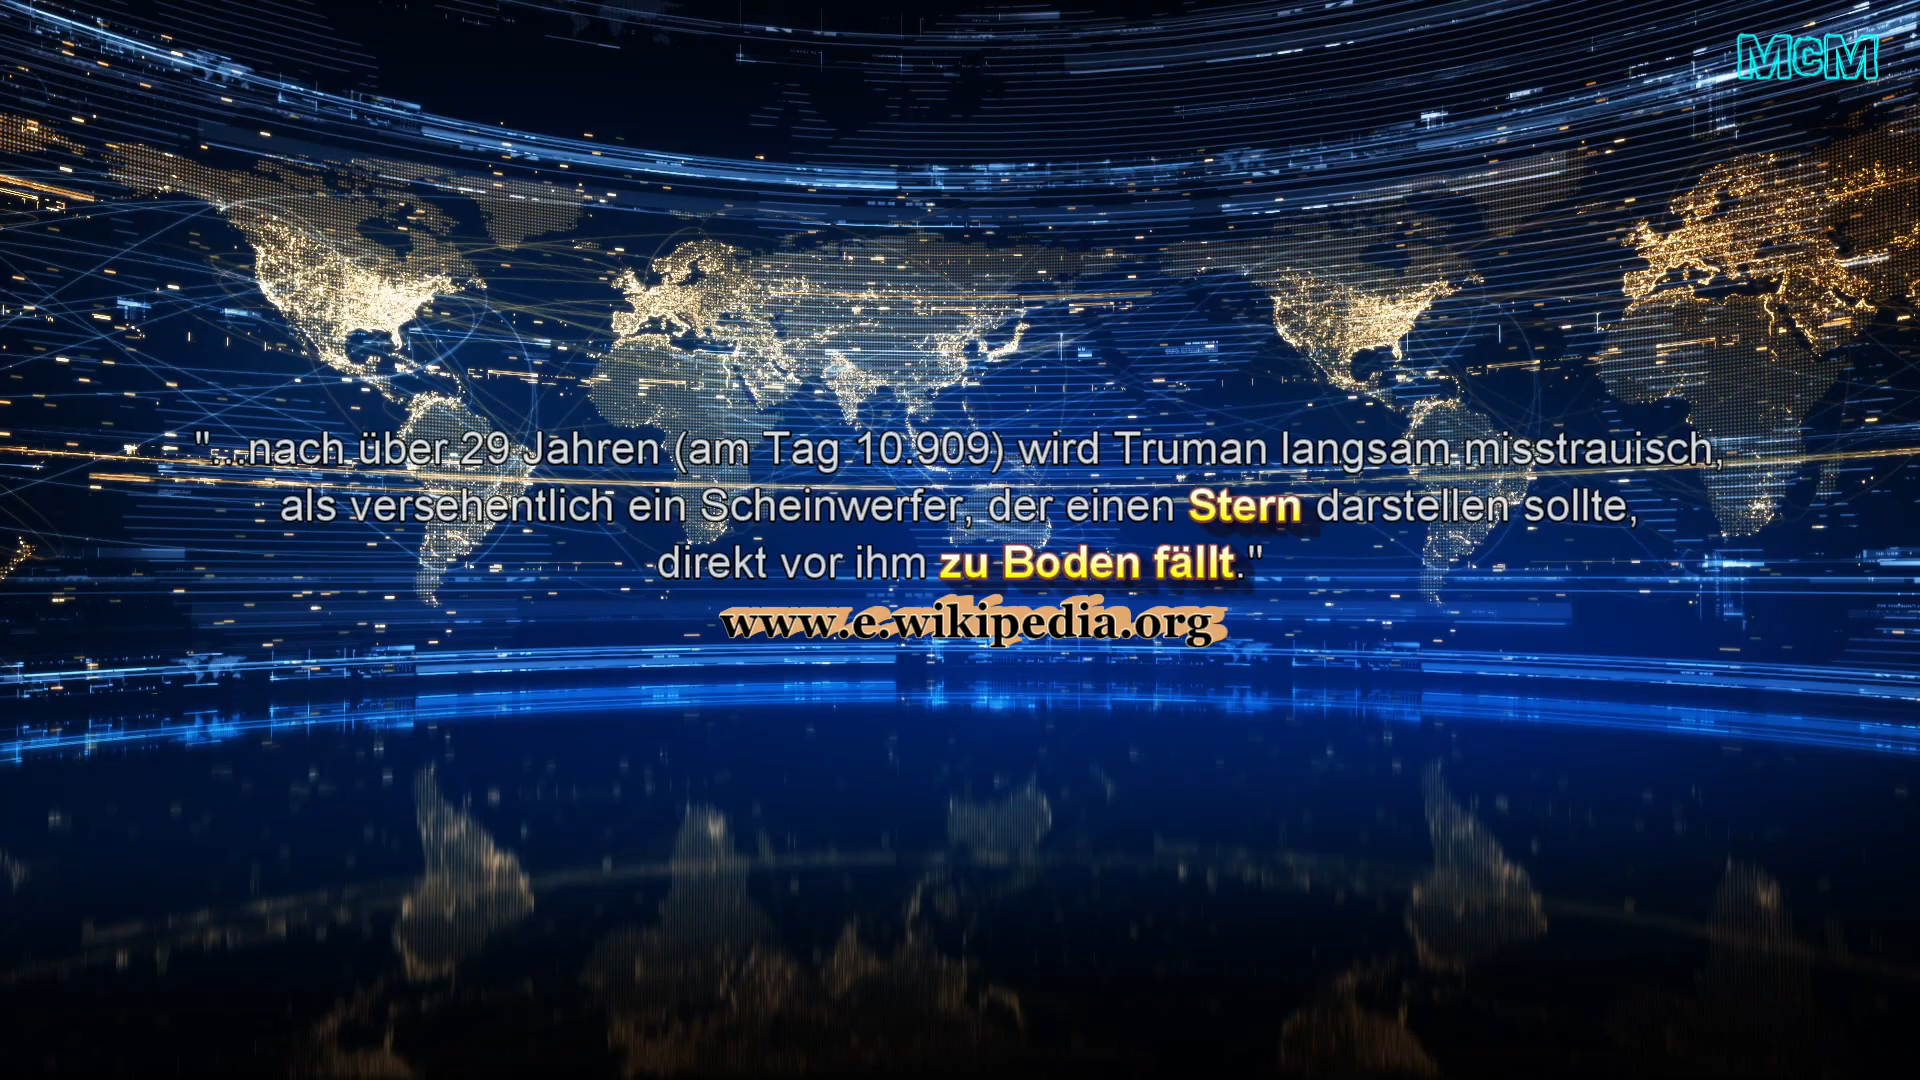 MCM
"...nach über 29 Jahren (am Tag 10.909) wird Truman langsam misstrauisch,
als versehentlich ein Scheinwerfer, der einen Stern darstellen sollte,
direkt vor ihm zu Boden fällt."
www.e.wikipedia.org